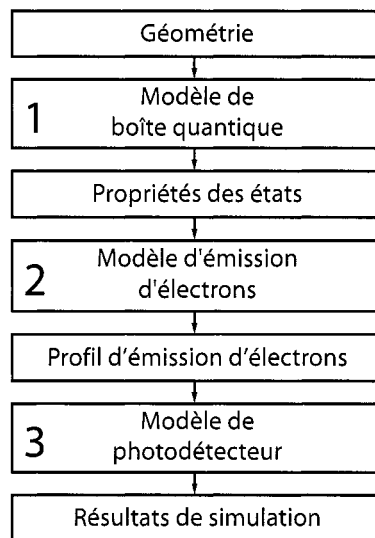 Géométrie
1
Modèle de
boîte quantique
Propriétés des états
2
Modèle d'émission
d'électrons
Profil d'émission d'électrons
3
Modèle de
photodétecteur
Résultats de simulation